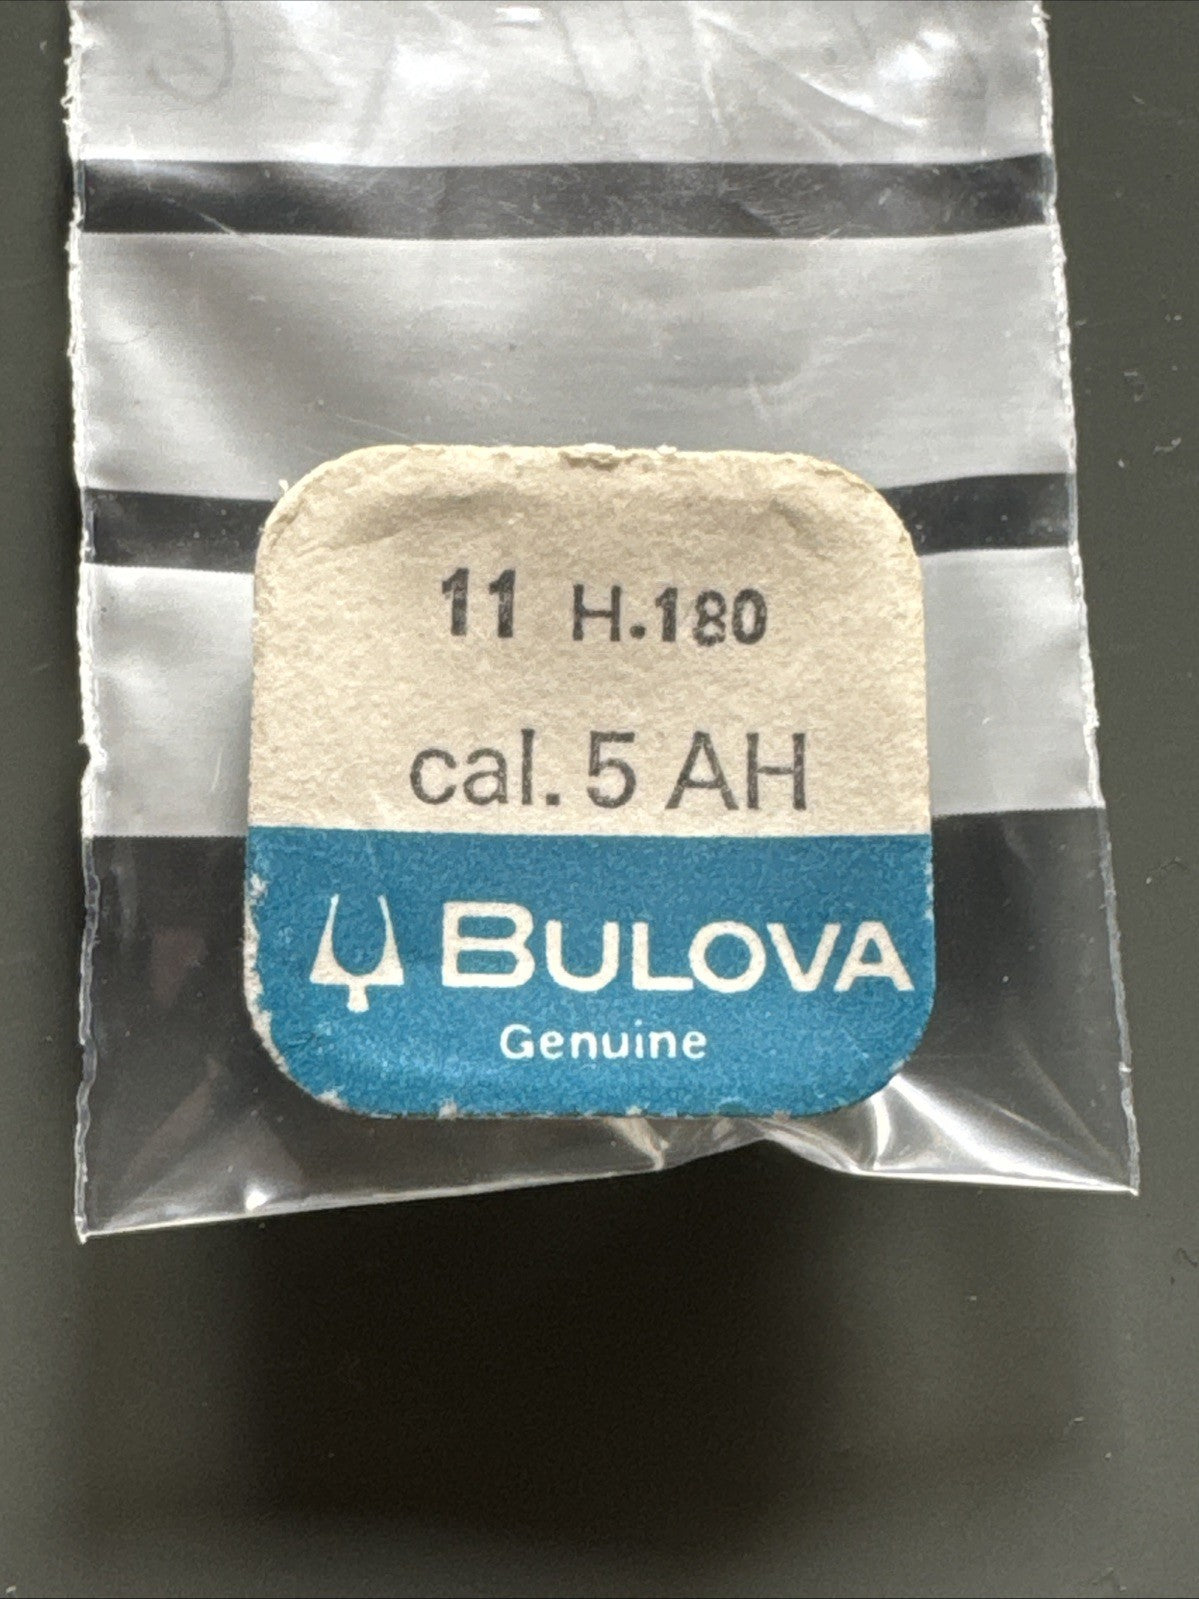 11 H.180
cal. 5 AH
BULOVA
Genuine